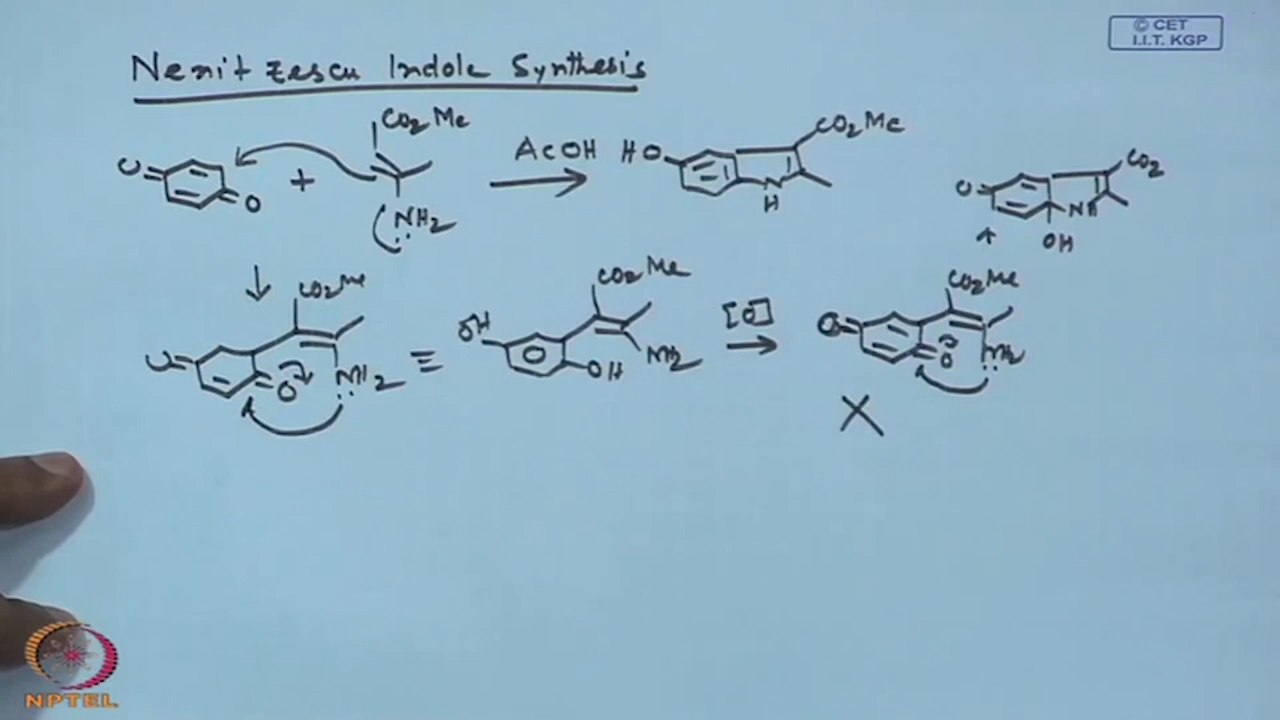 © CET
I.I.T. KGP
Nenitzescu Indole Synthesis
CO2Me
O
O
+
NH2
AcOH
HO
CO2Me
N
H
O
CO2
NH
OH
CO2Me
O
O
NH2
≡
OH
CO2Me
NH2
OH
[O]
O
CO2Me
O
NH2
X
NPTEL